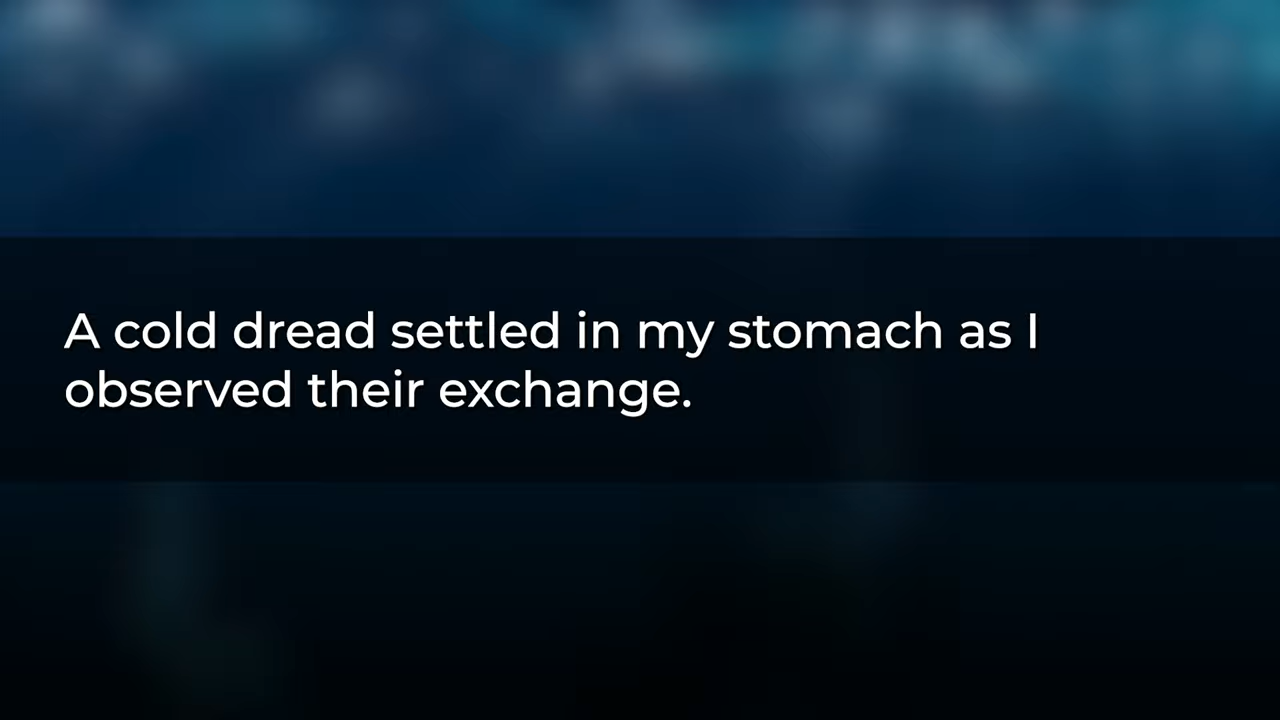 A cold dread settled in my stomach as I
observed their exchange.